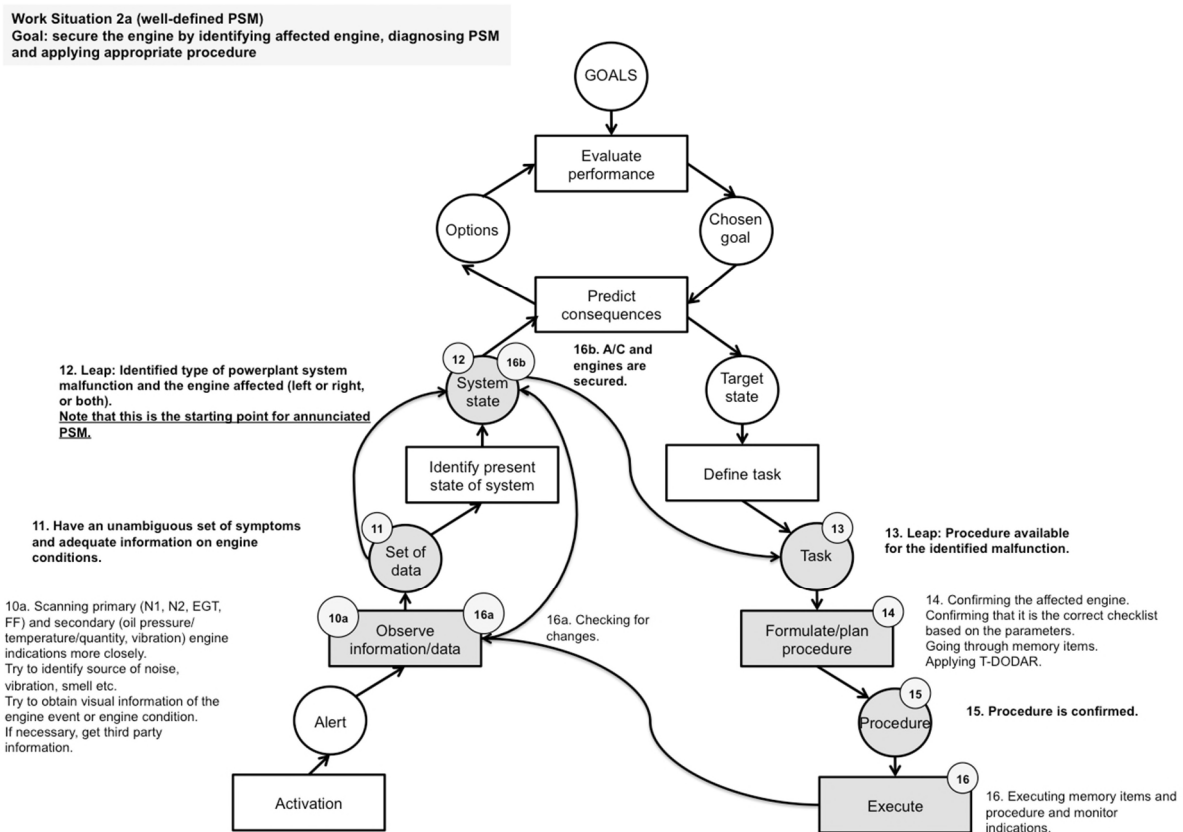 Work Situation 2a (well-defined PSM)
Goal: secure the engine by identifying affected engine, diagnosing PSM
and applying appropriate procedure
GOALS
Evaluate
performance
Options
Chosen
goal
Predict
consequences
12. Leap: Identified type of powerplant system
malfunction and the engine affected (left or right,
or both).
Note that this is the starting point for annunciated
PSM.
12
16b
System
state
16b. A/C and
engines are
secured.
Target
state
Identify present
state of system
Define task
11. Have an unambiguous set of symptoms
and adequate information on engine
conditions.
11
Set of
data
13
Task
13. Leap: Procedure available
for the identified malfunction.
10a. Scanning primary (N1, N2, EGT,
FF) and secondary (oil pressure/
temperature/quantity, vibration) engine
indications more closely.
Try to identify source of noise,
vibration, smell etc.
Try to obtain visual information of the
engine event or engine condition.
If necessary, get third party
information.
10a
16a
Observe
information/data
16a. Checking for
changes.
14
Formulate/plan
procedure
14. Confirming the affected engine.
Confirming that it is the correct checklist
based on the parameters.
Going through memory items.
Applying T-DODAR.
Alert
15
Procedure
15. Procedure is confirmed.
Activation
16
Execute
16. Executing memory items and
procedure and monitor
indications.